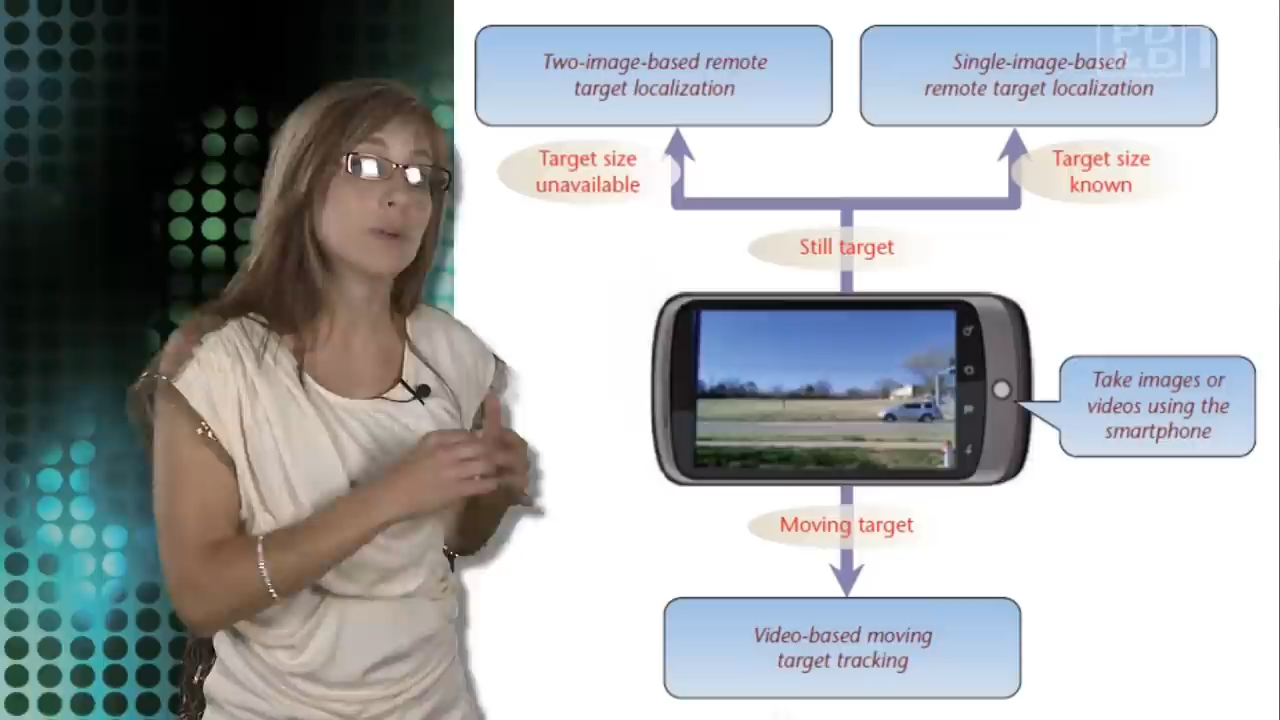 Two-image-based remote
target localization
Single-image-based
remote target localization
Target size
unavailable
Target size
known
Still target
Take images or
videos using the
smartphone
Moving target
Video-based moving
target tracking